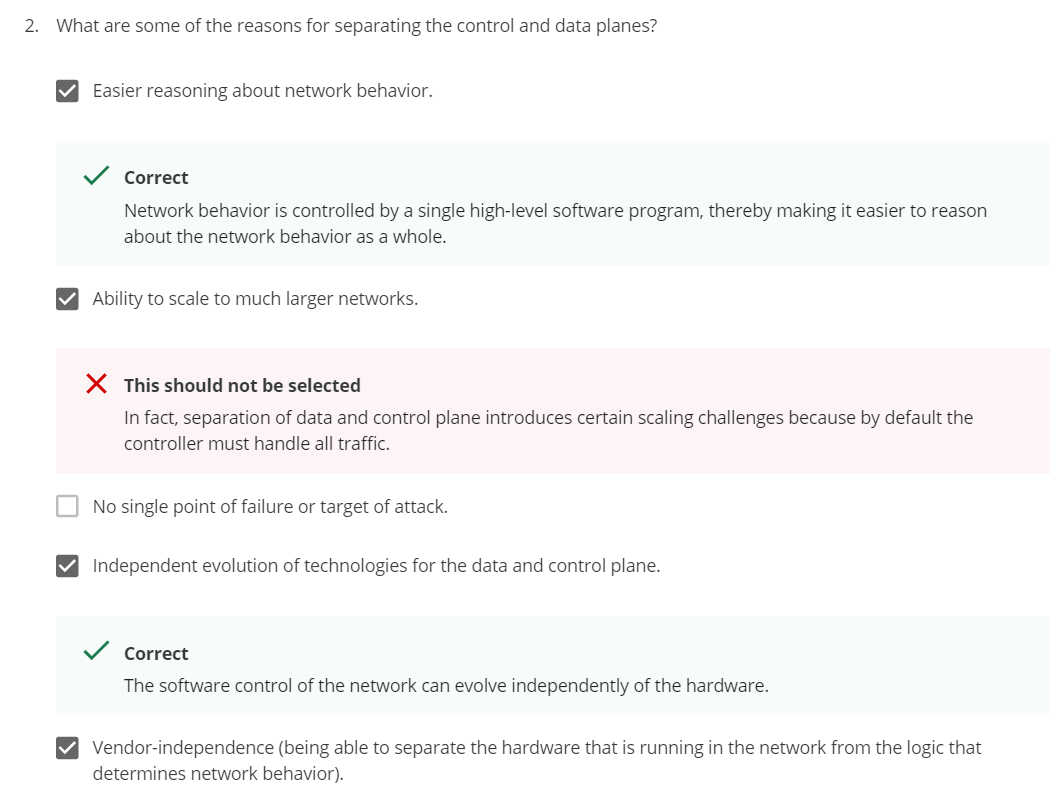 2. What are some of the reasons for separating the control and data planes?
Easier reasoning about network behavior.
Correct
Network behavior is controlled by a single high-level software program, thereby making it easier to reason
about the network behavior as a whole.
Ability to scale to much larger networks.
This should not be selected
In fact, separation of data and control plane introduces certain scaling challenges because by default the
controller must handle all traffic.
No single point of failure or target of attack.
Independent evolution of technologies for the data and control plane.
Correct
The software control of the network can evolve independently of the hardware.
Vendor-independence (being able to separate the hardware that is running in the network from the logic that
determines network behavior).